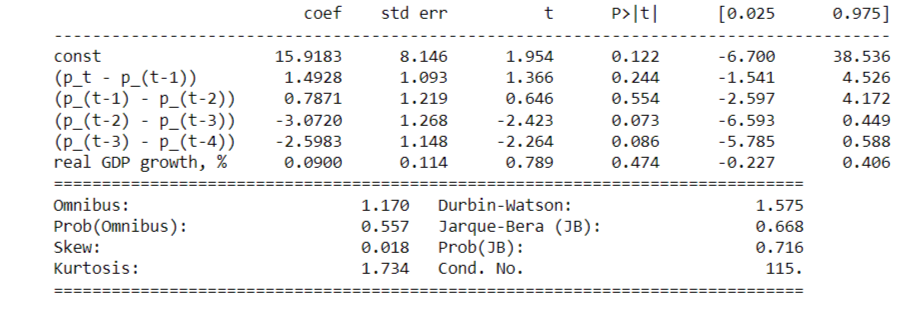 coef std err t P>|t| [0.025 0.975]
const 15.9183 8.146 1.954 0.122 -6.700 38.536
(p_t - p_(t-1)) 1.4928 1.093 1.366 0.244 -1.541 4.526
(p_(t-1) - p_(t-2)) 0.7871 1.219 0.646 0.554 -2.597 4.172
(p_(t-2) - p_(t-3)) -3.0720 1.268 -2.423 0.073 -6.593 0.449
(p_(t-3) - p_(t-4)) -2.5983 1.148 -2.264 0.086 -5.785 0.588
real GDP growth, % 0.0900 0.114 0.789 0.474 -0.227 0.406
Omnibus: 1.170 Durbin-Watson: 1.575
Prob(Omnibus): 0.557 Jarque-Bera (JB): 0.668
Skew: 0.018 Prob(JB): 0.716
Kurtosis: 1.734 Cond. No. 115.